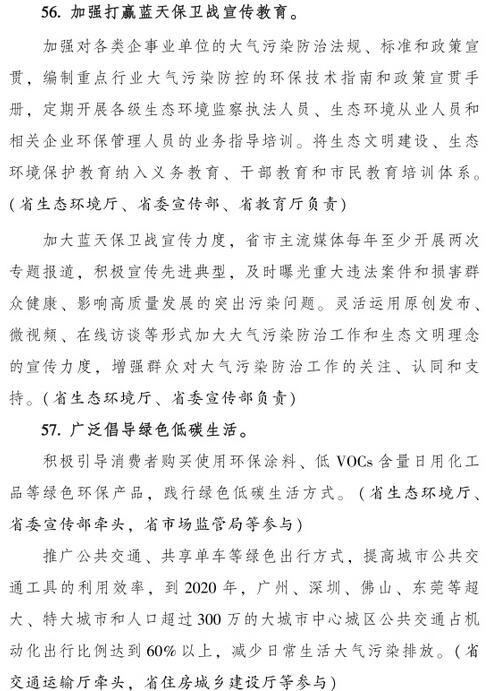 56. 加强打赢蓝天保卫战宣传教育。
加强对各类企事业单位的大气污染防治法规、标准和政策宣
贯，编制重点行业大气污染防控的环保技术指南和政策宣贯手
册，定期开展各级生态环境监察执法人员、生态环境从业人员和
相关企业环保管理人员的业务指导培训。将生态文明建设、生态
环境保护教育纳入义务教育、干部教育和市民教育培训体系。
(省生态环境厅、省委宣传部、省教育厅负责)
加大蓝天保卫战宣传力度，省市主流媒体每年至少开展两次
专题报道，积极宣传先进典型，及时曝光重大违法案件和损害群
众健康、影响高质量发展的突出污染问题。灵活运用原创发布、
微视频、在线访谈等形式加大大气污染防治工作和生态文明理念
的宣传力度，增强群众对大气污染防治工作的关注、认同和支
持。(省生态环境厅、省委宣传部负责)
57. 广泛倡导绿色低碳生活。
积极引导消费者购买使用环保涂料、低 VOCs 含量日用化工
品等绿色环保产品，践行绿色低碳生活方式。(省生态环境厅、
省委宣传部牵头，省市场监管局等参与)
推广公共交通、共享单车等绿色出行方式，提高城市公共交
通工具的利用效率，到 2020 年，广州、深圳、佛山、东莞等超
大、特大城市和人口超过 300 万的大城市中心城区公共交通占机
动化出行比例达到 60% 以上，减少日常生活大气污染排放。(省
交通运输厅牵头，省住房城乡建设厅等参与)